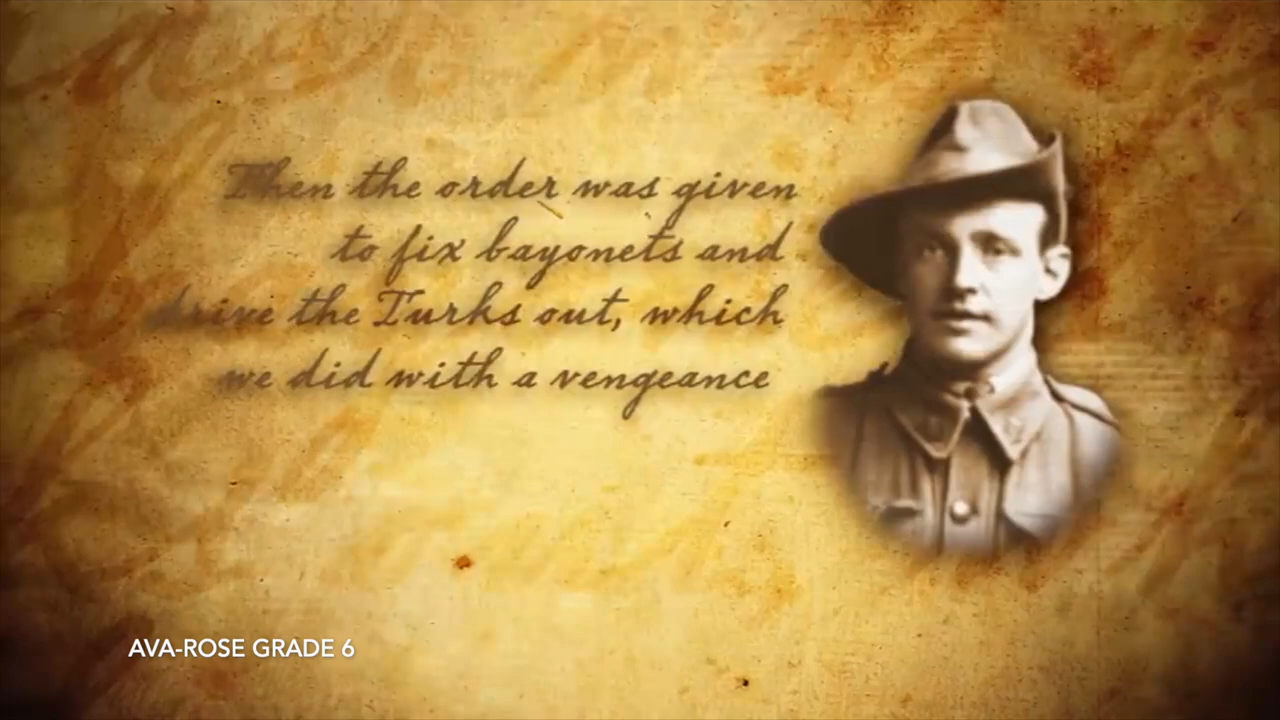 Then the order was given
to fix bayonets and
drive the Turks out, which
we did with a vengeance
AVA-ROSE GRADE 6